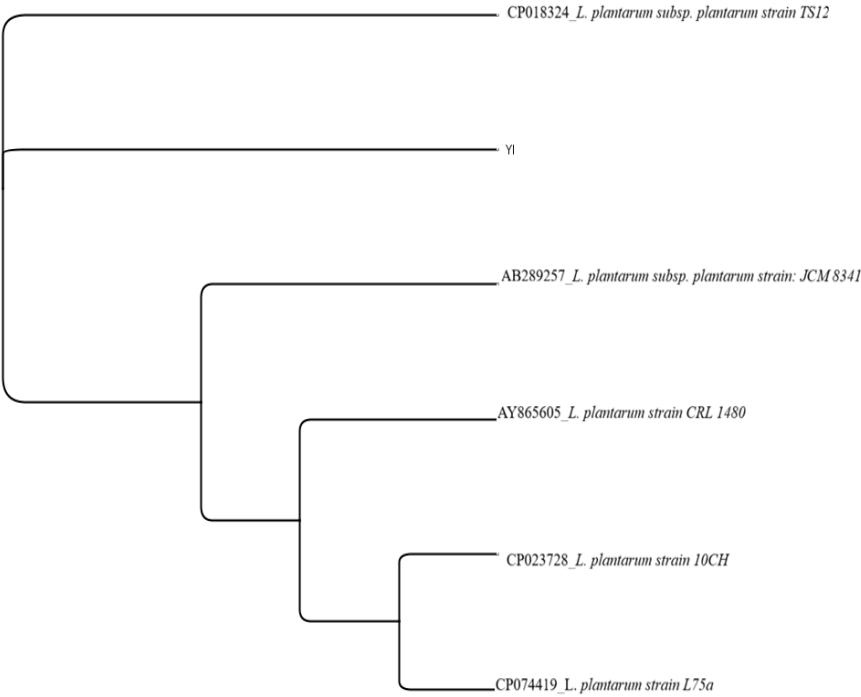 CP018324_L. plantarum subsp. plantarum strain TS12
YI
AB289257_L. plantarum subsp. plantarum strain: JCM 8341
AY865605_L. plantarum strain CRL 1480
CP023728_L. plantarum strain 10CH
CP074419_L. plantarum strain L75a